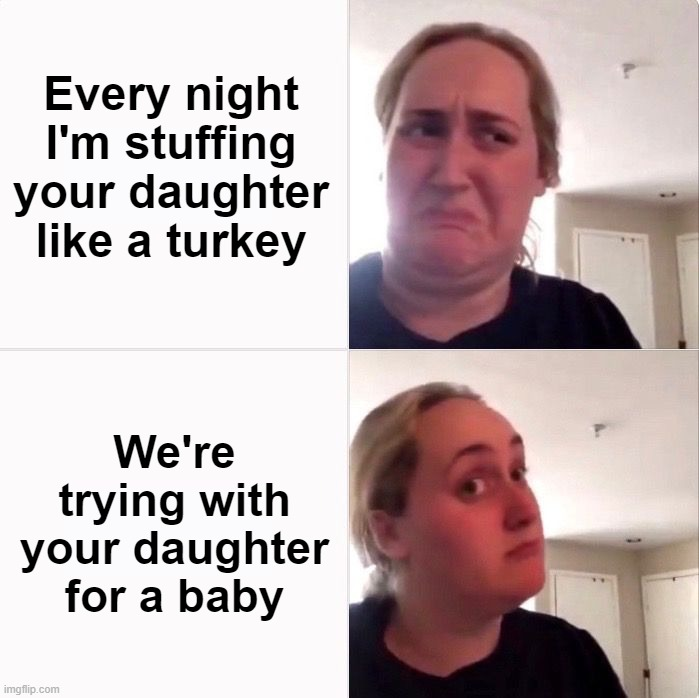 Every night
I'm stuffing
your daughter
like a turkey
We're
trying with
your daughter
for a baby
imgflip.com